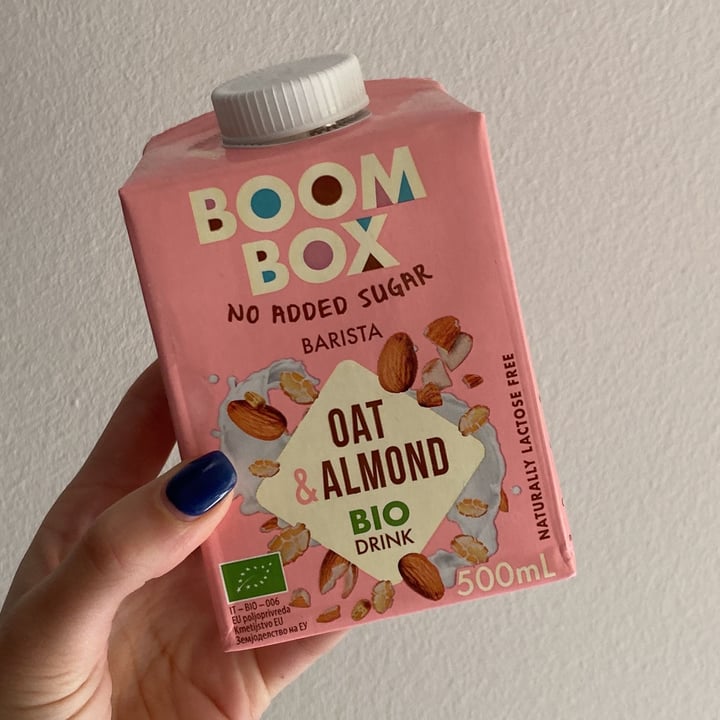 BOOM
BOX
NO ADDED SUGAR
BARISTA
OAT
& ALMOND
BIO
DRINK
NATURALLY LACTOSE FREE
500mL
IT – BIO – 006
EU poljoprivreda
Kmetijstvo EU
Земјоделство на ЕУ